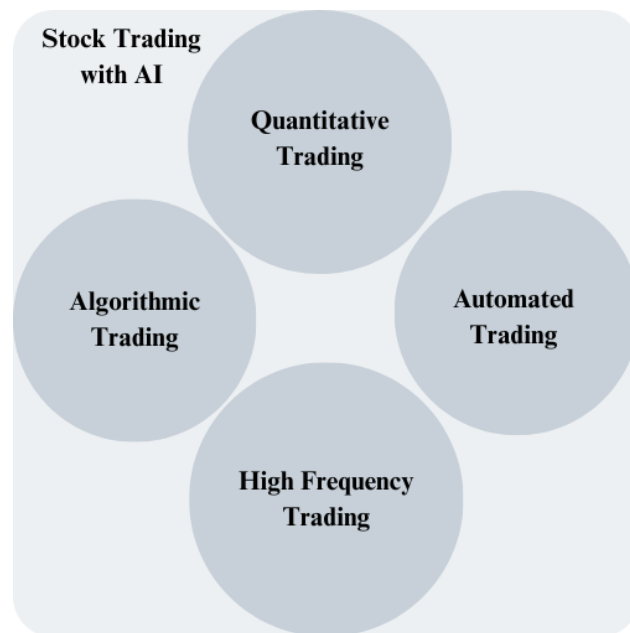 Stock Trading
with AI
Quantitative
Trading
Algorithmic
Trading
Automated
Trading
High Frequency
Trading